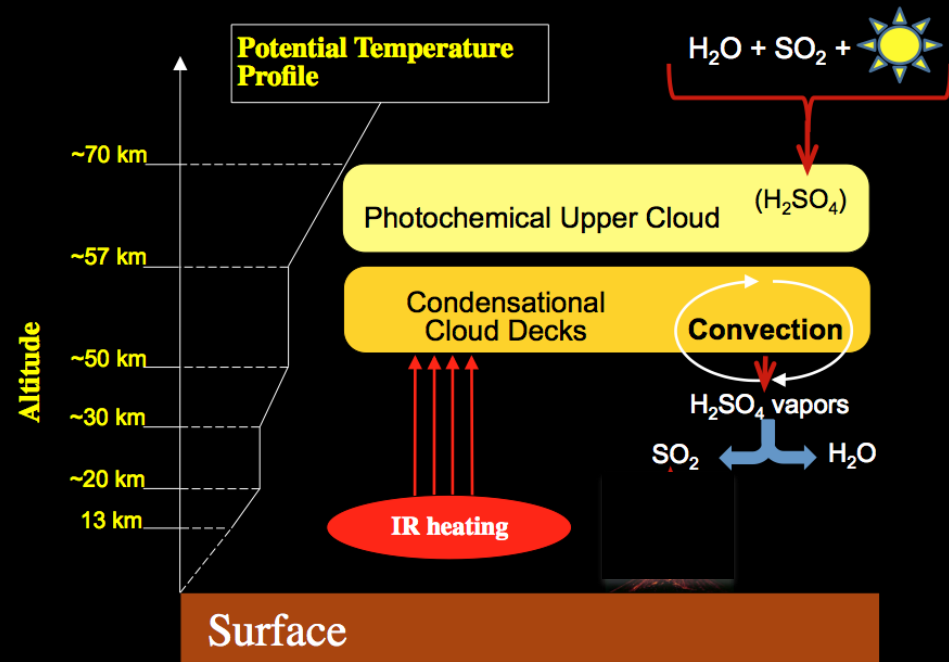 Potential Temperature
Profile
H₂O + SO₂ +
~70 km
(H₂SO₄)
Photochemical Upper Cloud
~57 km
Condensational
Cloud Decks
Convection
Altitude
~50 km
H₂SO₄ vapors
~30 km
SO₂
H₂O
~20 km
13 km
IR heating
Surface